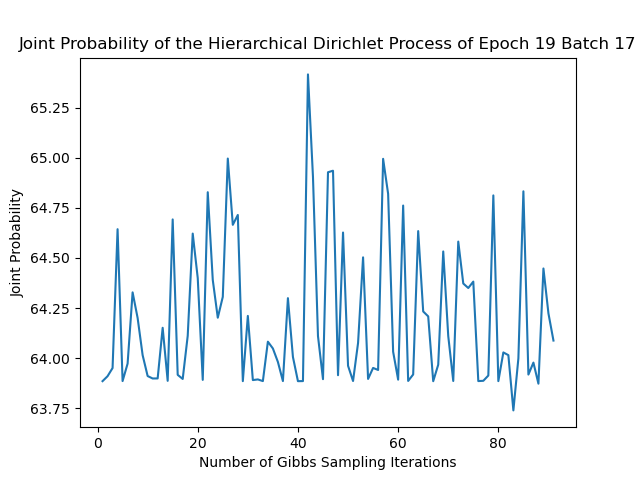 Joint Probability of the Hierarchical Dirichlet Process of Epoch 19 Batch 17
Joint Probability
65.25
65.00
64.75
64.50
64.25
64.00
63.75
0 20 40 60 80
Number of Gibbs Sampling Iterations